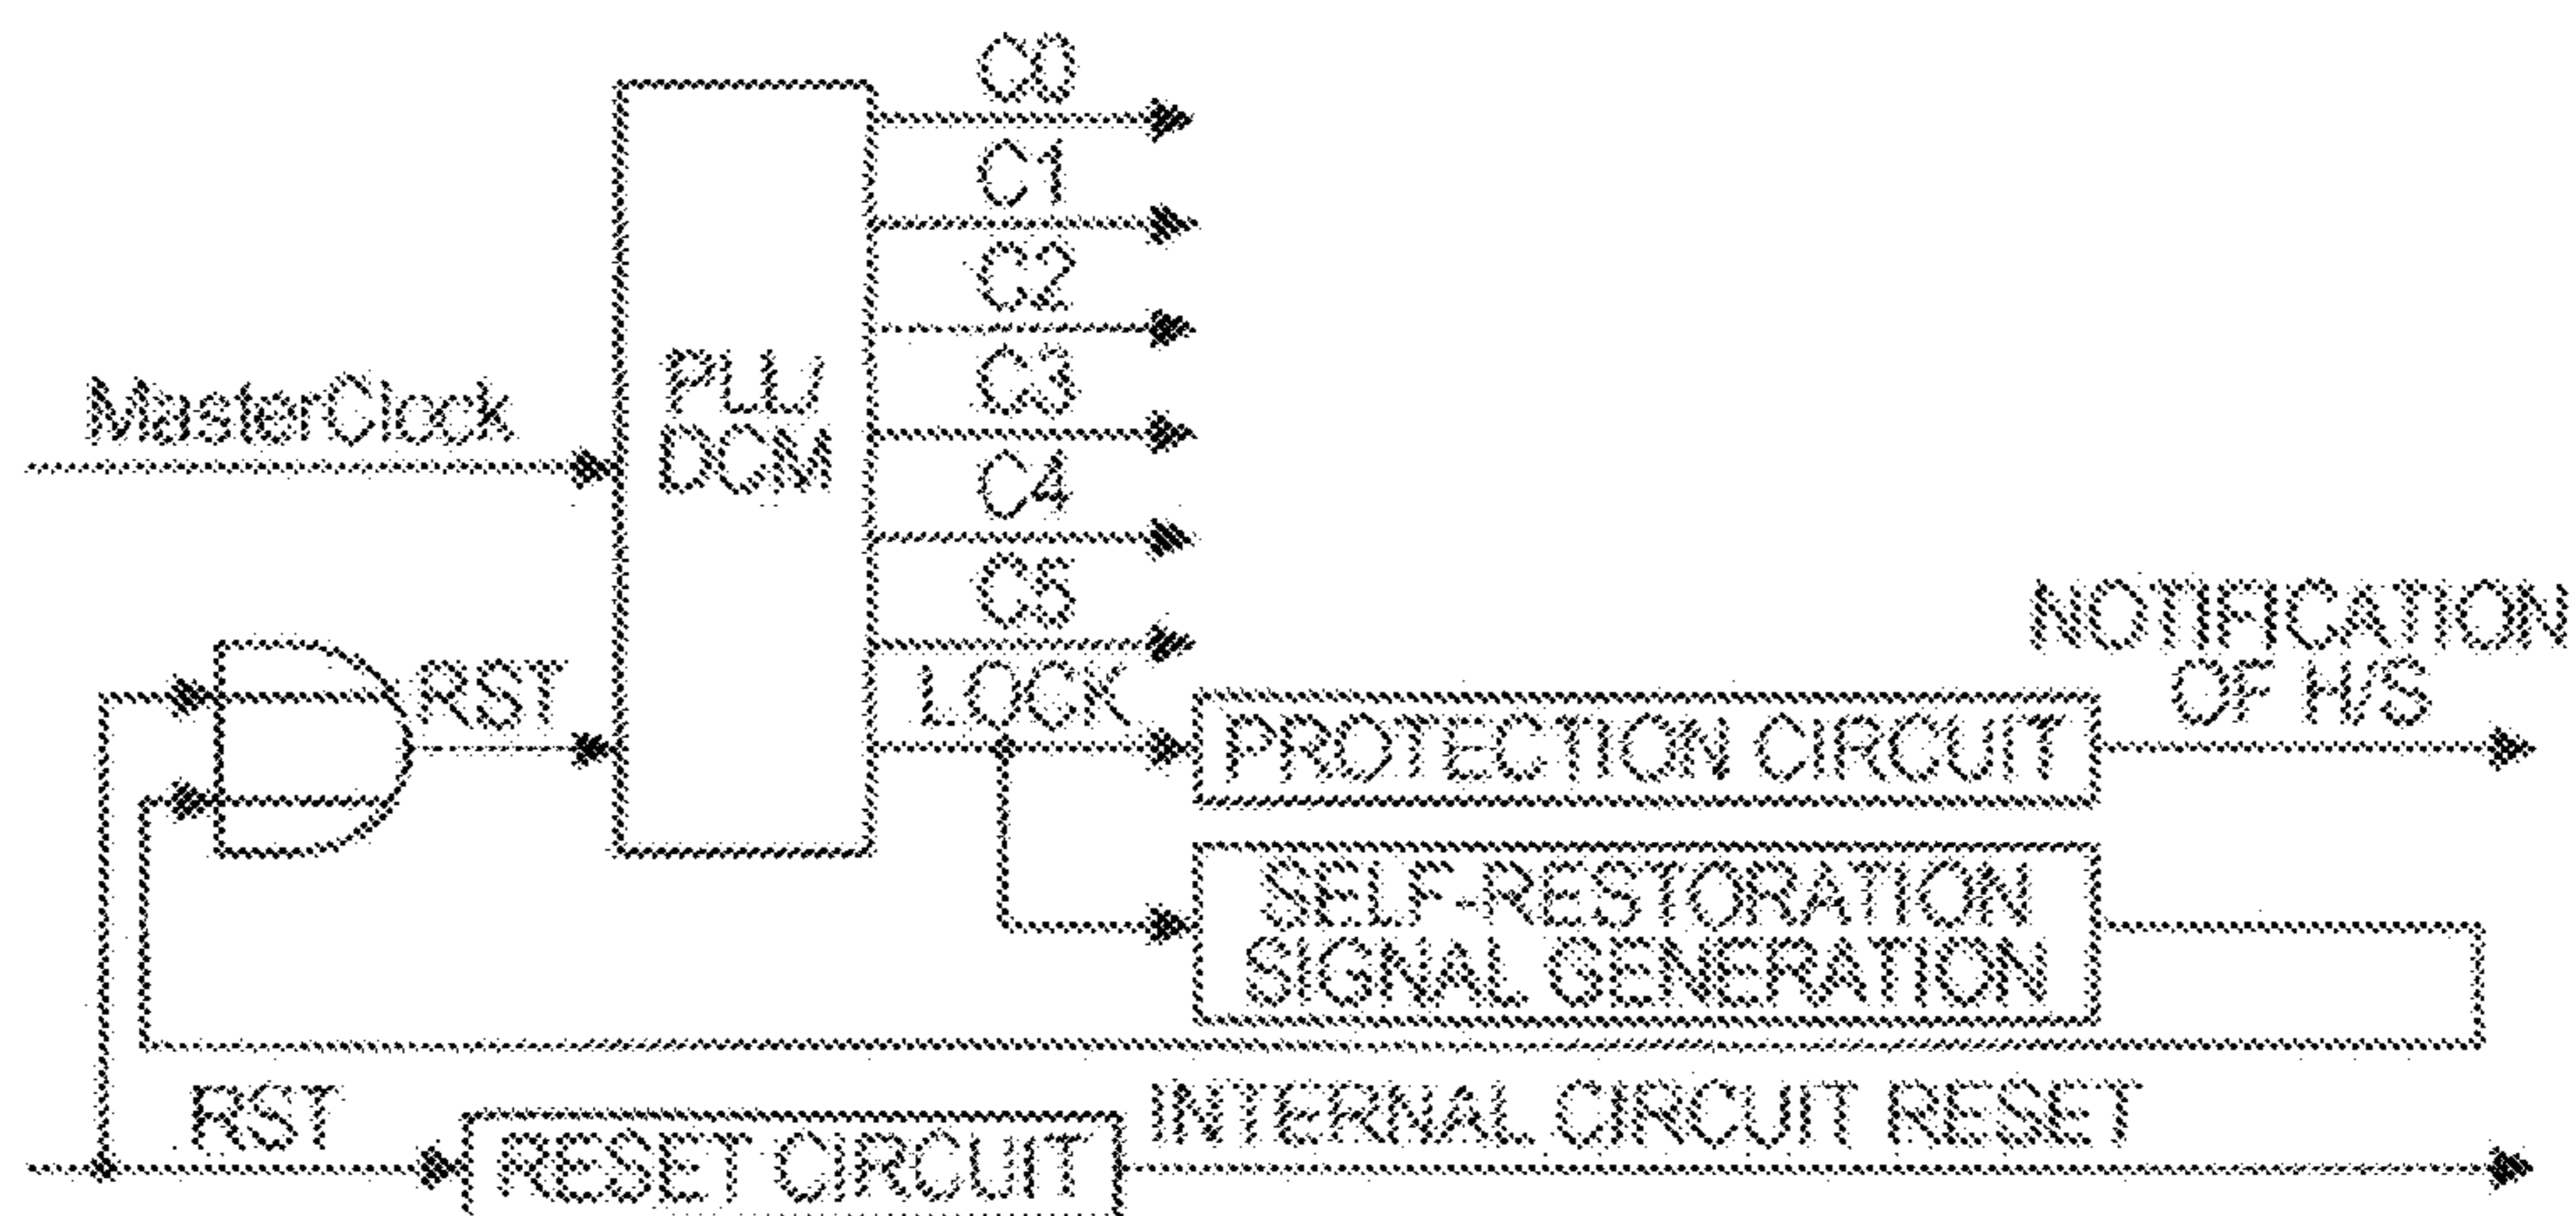 C0
C1
C2
C3
C4
C5
MasterClock
PLL/
DCM
RST
LOCK
NOTIFICATION
OF H/S
PROTECTION CIRCUIT
SELF-RESTORATION
SIGNAL GENERATION
RST
INTERNAL CIRCUIT RESET
RESET CIRCUIT